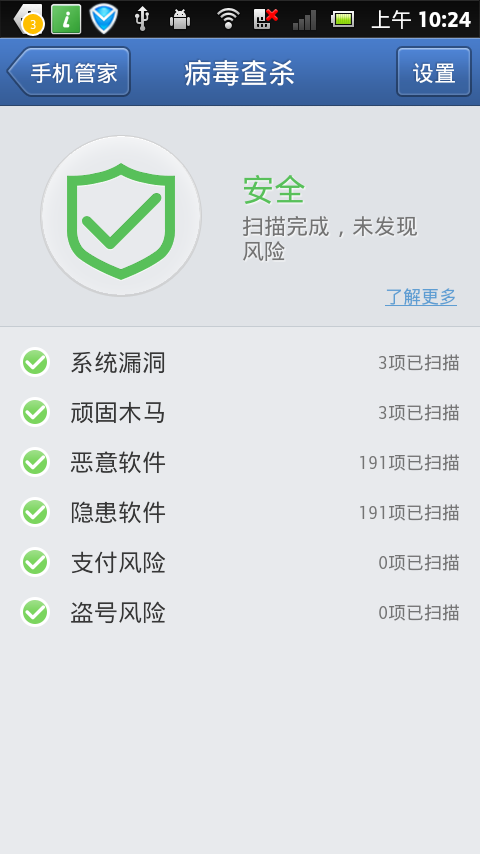 3
i
上午 10:24
手机管家
病毒查杀
设置
安全
扫描完成，未发现
风险
了解更多
系统漏洞 3项已扫描
顽固木马 3项已扫描
恶意软件 191项已扫描
隐患软件 191项已扫描
支付风险 0项已扫描
盗号风险 0项已扫描